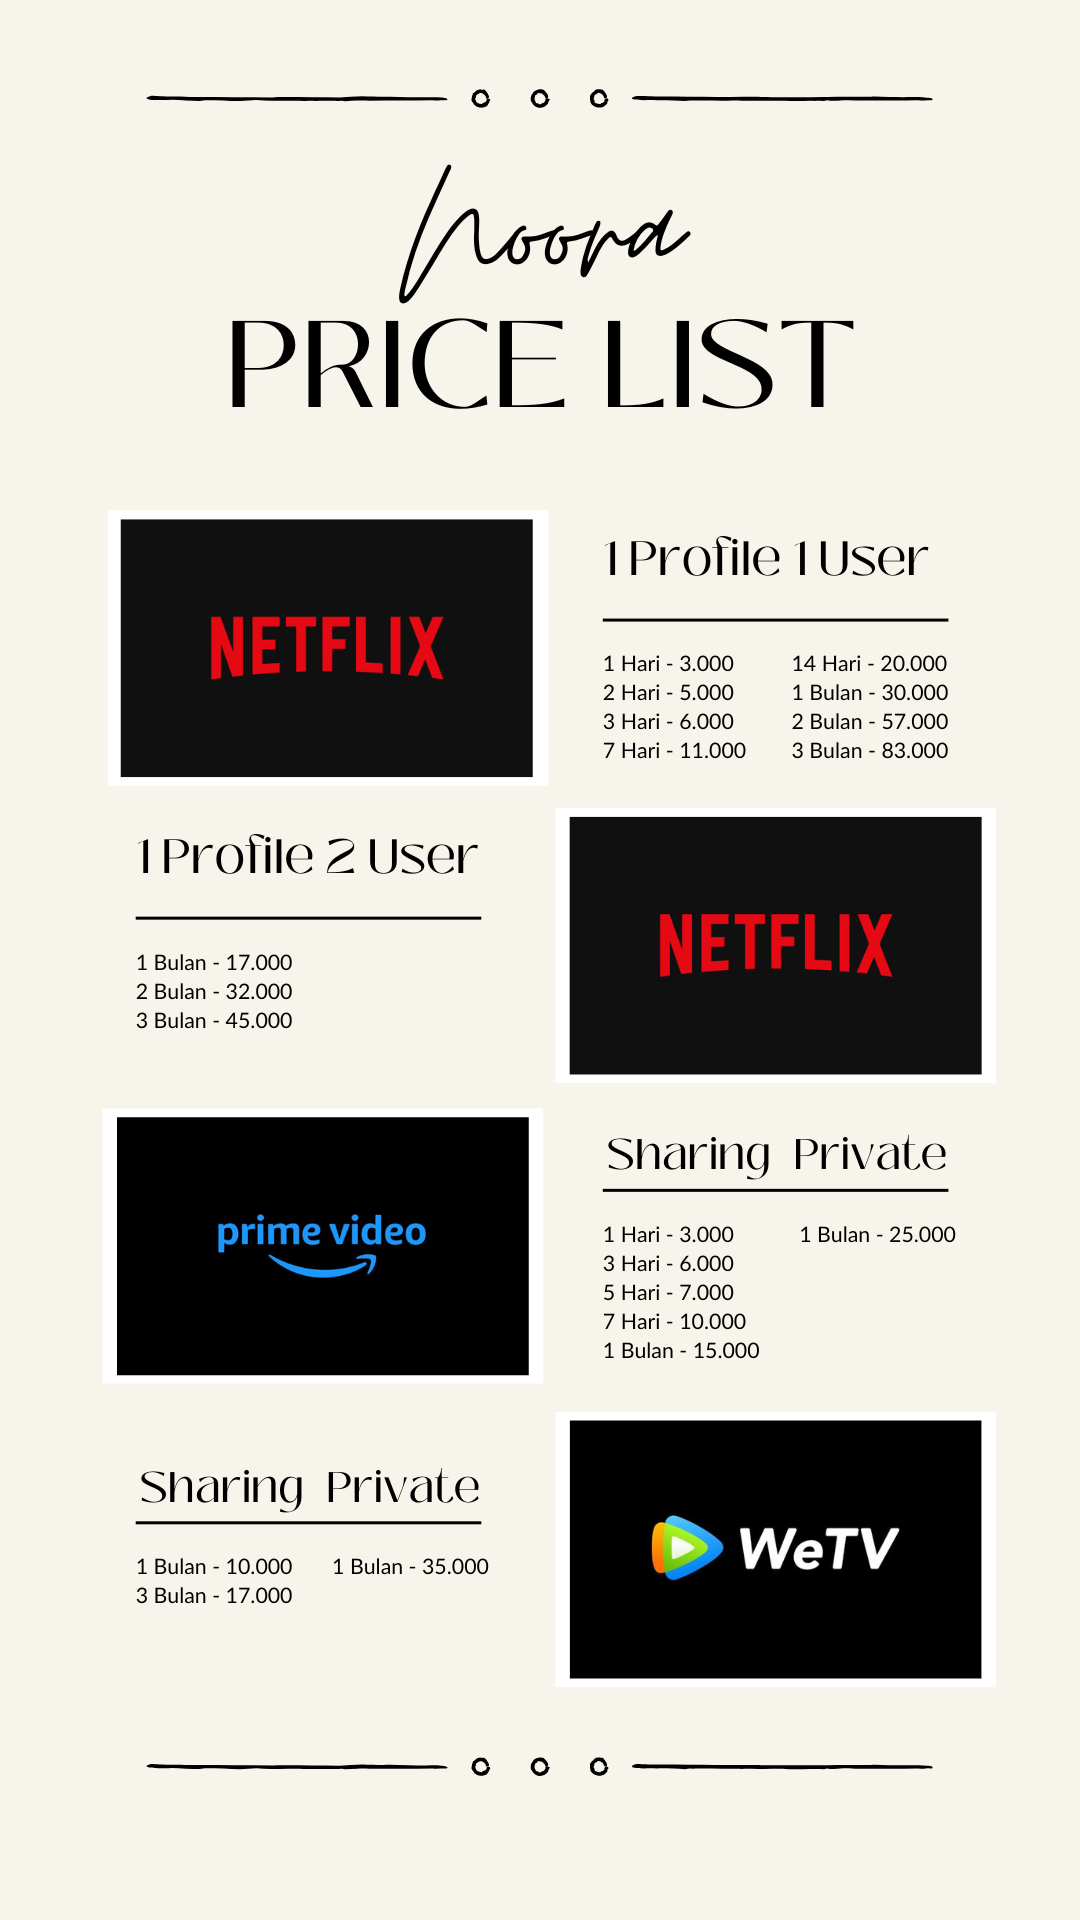 Noord
PRICE LIST
NETFLIX
1 Profile 1 User
1 Hari - 3.000
2 Hari - 5.000
3 Hari - 6.000
7 Hari - 11.000
14 Hari - 20.000
1 Bulan - 30.000
2 Bulan - 57.000
3 Bulan - 83.000
1 Profile 2 User
1 Bulan - 17.000
2 Bulan - 32.000
3 Bulan - 45.000
NETFLIX
prime video
Sharing Private
1 Hari - 3.000
3 Hari - 6.000
5 Hari - 7.000
7 Hari - 10.000
1 Bulan - 15.000
1 Bulan - 25.000
Sharing Private
1 Bulan - 10.000
3 Bulan - 17.000
1 Bulan - 35.000
WeTV